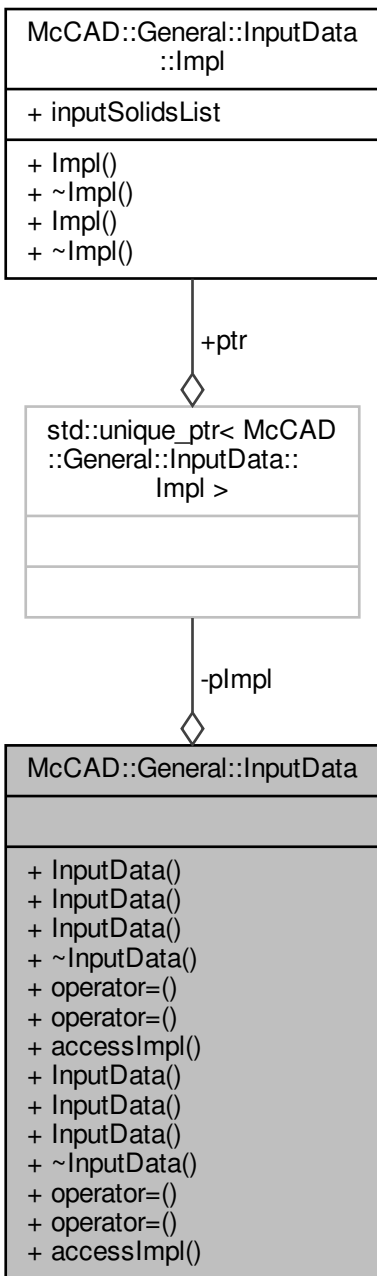 McCAD::General::InputData
::Impl
+ inputSolidsList
+ Impl()
+ ~Impl()
+ Impl()
+ ~Impl()
+ptr
std::unique_ptr< McCAD
::General::InputData::
Impl >
-pImpl
McCAD::General::InputData
+ InputData()
+ InputData()
+ InputData()
+ ~InputData()
+ operator=()
+ operator=()
+ accessImpl()
+ InputData()
+ InputData()
+ InputData()
+ ~InputData()
+ operator=()
+ operator=()
+ accessImpl()